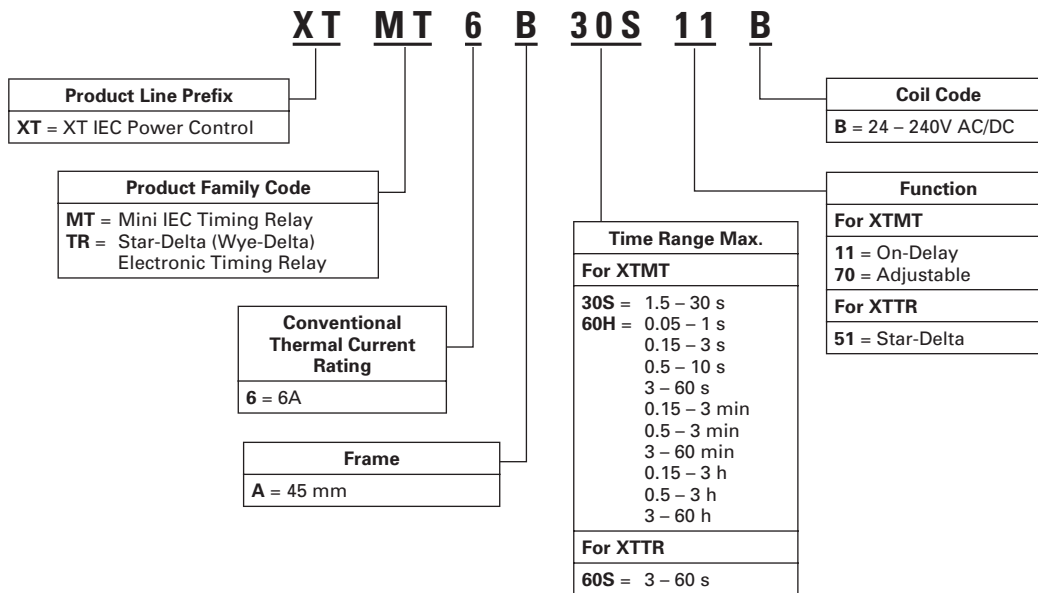 XT MT 6 B 30S 11 B
Product Line Prefix
XT = XT IEC Power Control
Coil Code
B = 24 – 240V AC/DC
Product Family Code
MT = Mini IEC Timing Relay
TR = Star-Delta (Wye-Delta)
Electronic Timing Relay
Function
For XTMT
11 = On-Delay
70 = Adjustable
For XTTR
51 = Star-Delta
Time Range Max.
For XTMT
30S = 1.5 – 30 s
60H = 0.05 – 1 s
0.15 – 3 s
0.5 – 10 s
3 – 60 s
0.15 – 3 min
0.5 – 3 min
3 – 60 min
0.15 – 3 h
0.5 – 3 h
3 – 60 h
For XTTR
60S = 3 – 60 s
Conventional
Thermal Current
Rating
6 = 6A
Frame
A = 45 mm